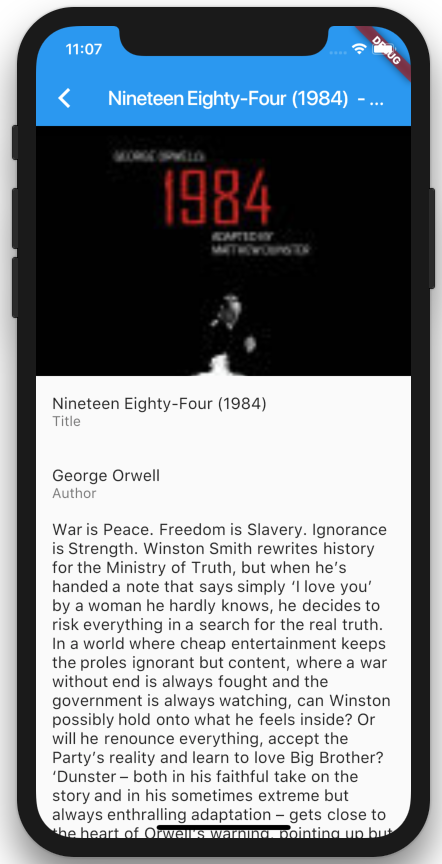 11:07
DEBUG
Nineteen Eighty-Four (1984) - ...
GEORGE ORWELL'S
1984
ADAPTED BY
MATTHEW DUNSTER
Nineteen Eighty-Four (1984)
Title
George Orwell
Author
War is Peace. Freedom is Slavery. Ignorance
is Strength. Winston Smith rewrites history
for the Ministry of Truth, but when he’s
handed a note that says simply ‘I love you’
by a woman he hardly knows, he decides to
risk everything in a search for the real truth.
In a world where cheap entertainment keeps
the proles ignorant but content, where a war
without end is always fought and the
government is always watching, can Winston
possibly hold onto what he feels inside? Or
will he renounce everything, accept the
Party’s reality and learn to love Big Brother?
‘Dunster – both in his faithful take on the
story and in his sometimes extreme but
always enthralling adaptation – gets close to
the heart of Orwell’s warning, pointing up but